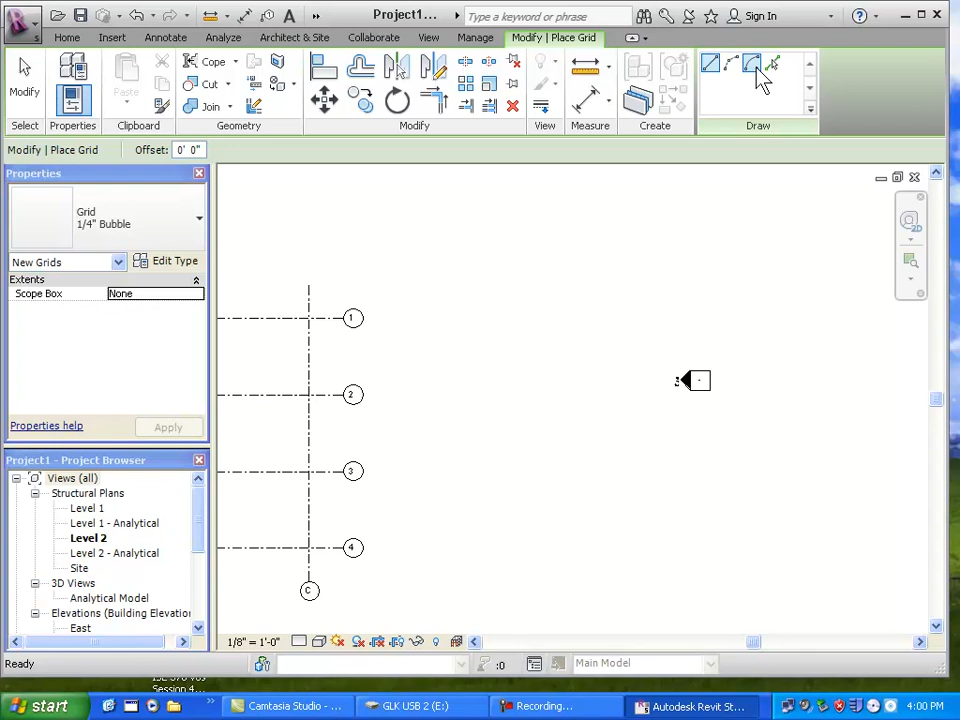 Project1...
Type a keyword or phrase
Sign In
Home Insert Annotate Analyze Architect & Site Collaborate View Manage Modify | Place Grid
Modify
Paste
Cope
Cut
Join
Select Properties Clipboard Geometry Modify View Measure Create Draw
Modify | Place Grid Offset: 0' 0"
Properties
Grid
1/4" Bubble
New Grids Edit Type
Extents
Scope Box None
Properties help Apply
Project1 - Project Browser
Views (all)
Structural Plans
Level 1
Level 1 - Analytical
Level 2
Level 2 - Analytical
Site
3D Views
Analytical Model
Elevations (Building Elevation
East
1
2
3
4
C
2D
1/8" = 1'-0"
Ready
:0
Main Model
Session 4...
start
Camtasia Studio - ...
GLK USB 2 (E:)
Recording...
Autodesk Revit St...
4:00 PM